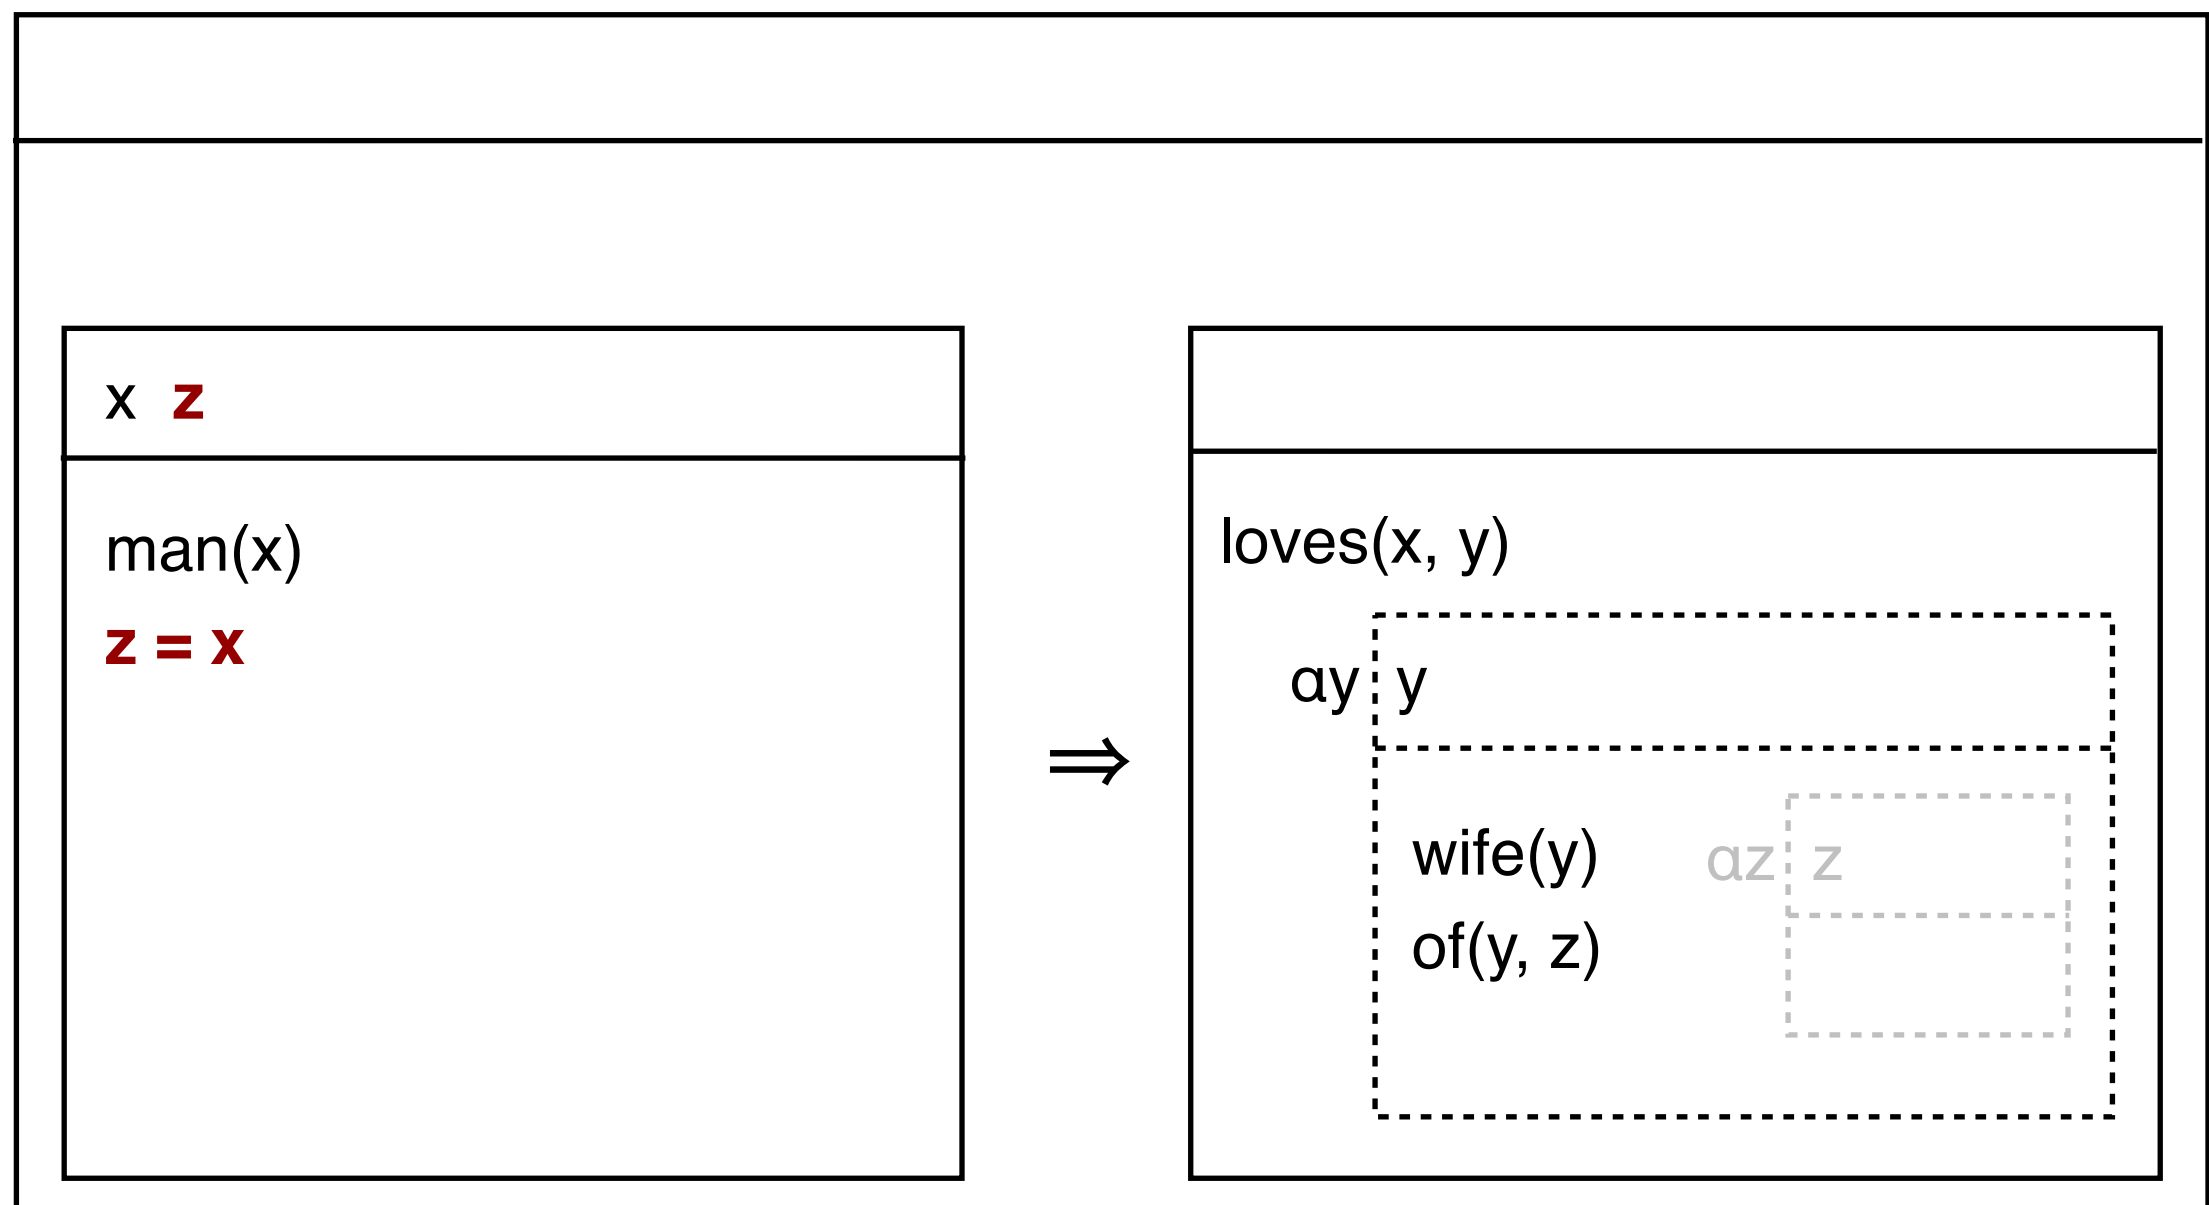 x z
man(x)
z = x
⇒
loves(x, y)
αy y
wife(y)
αz z
of(y, z)